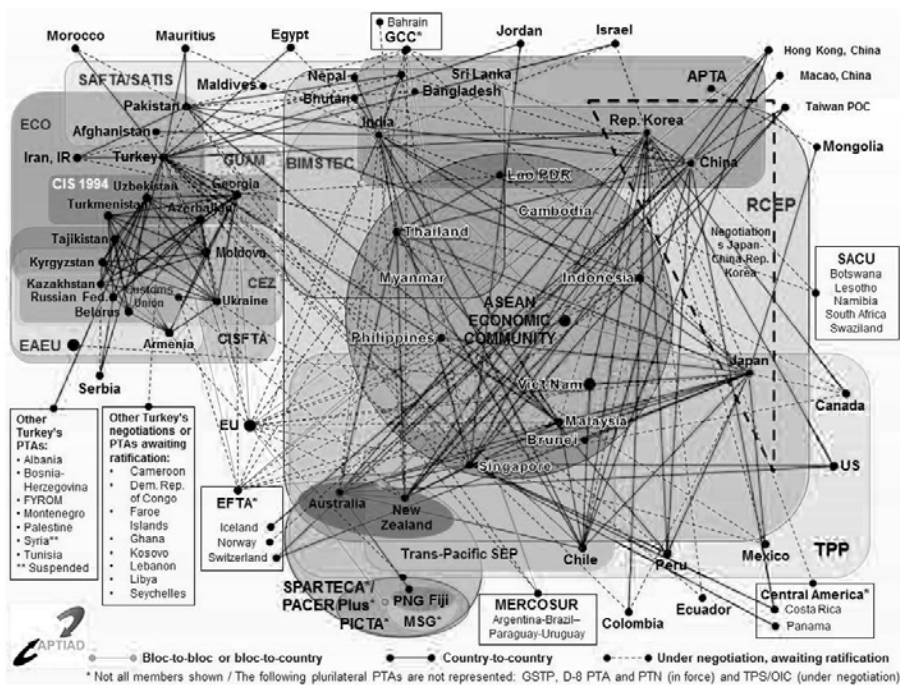 Morocco
Mauritius
Egypt
Bahrain
GCC*
Jordan
Israel
Hong Kong, China
Macao, China
Taiwan POC
Mongolia
SAFTA/SATIS
Maldives
Nepal
Bhutan
Sri Lanka
Bangladesh
APTA
Pakistan
India
Rep. Korea
ECO
Afghanistan
Iran, IR
Turkey
GUAM
BIMSTEC
China
CIS 1994
Uzbekistan
Georgia
Lao PDR
Turkmenistan
Azerbaijan
Cambodia
RCEP
Tajikistan
Moldovo
Thailand
Negotiation
s Japan-
China-Rep.
Korea
Kyrgyzstan
Kazakhstan
Customs
Union
CEZ
Myanmar
Indonesia
SACU
Botswana
Lesotho
Namibia
South Africa
Swaziland
Russian Fed.
Ukraine
Belarus
ASEAN
ECONOMIC
COMMUNITY
EAEU
Armenia
CISFTA
Philippines
Japan
Serbia
Viet Nam
Canada
EU
Malaysia
Brunei
Singapore
US
Other
Turkey's
PTAs:
• Albania
• Bosnia-
Herzegovina
• FYROM
• Montenegro
• Palestine
• Syria**
• Tunisia
** Suspended
Other Turkey's
negotiations or
PTAs awaiting
ratification:
• Cameroon
• Dem. Rep.
of Congo
• Faroe
Islands
• Ghana
• Kosovo
• Lebanon
• Libya
• Seychelles
EFTA*
Iceland
Norway
Switzerland
Australia
New
Zealand
Trans-Pacific SEP
Chile
Peru
Mexico
TPP
SPARTECA*/
PACER Plus*
PICTA*
PNG Fiji
MSG*
MERCOSUR
Argentina-Brazil–
Paraguay-Uruguay
Colombia
Ecuador
Central America*
Costa Rica
Panama
APTIAD
Bloc-to-bloc or bloc-to-country
Country-to-country
Under negotiation, awaiting ratification
* Not all members shown / The following plurilateral PTAs are not represented: GSTP, D-8 PTA and PTN (in force) and TPS/OIC (under negotiation)